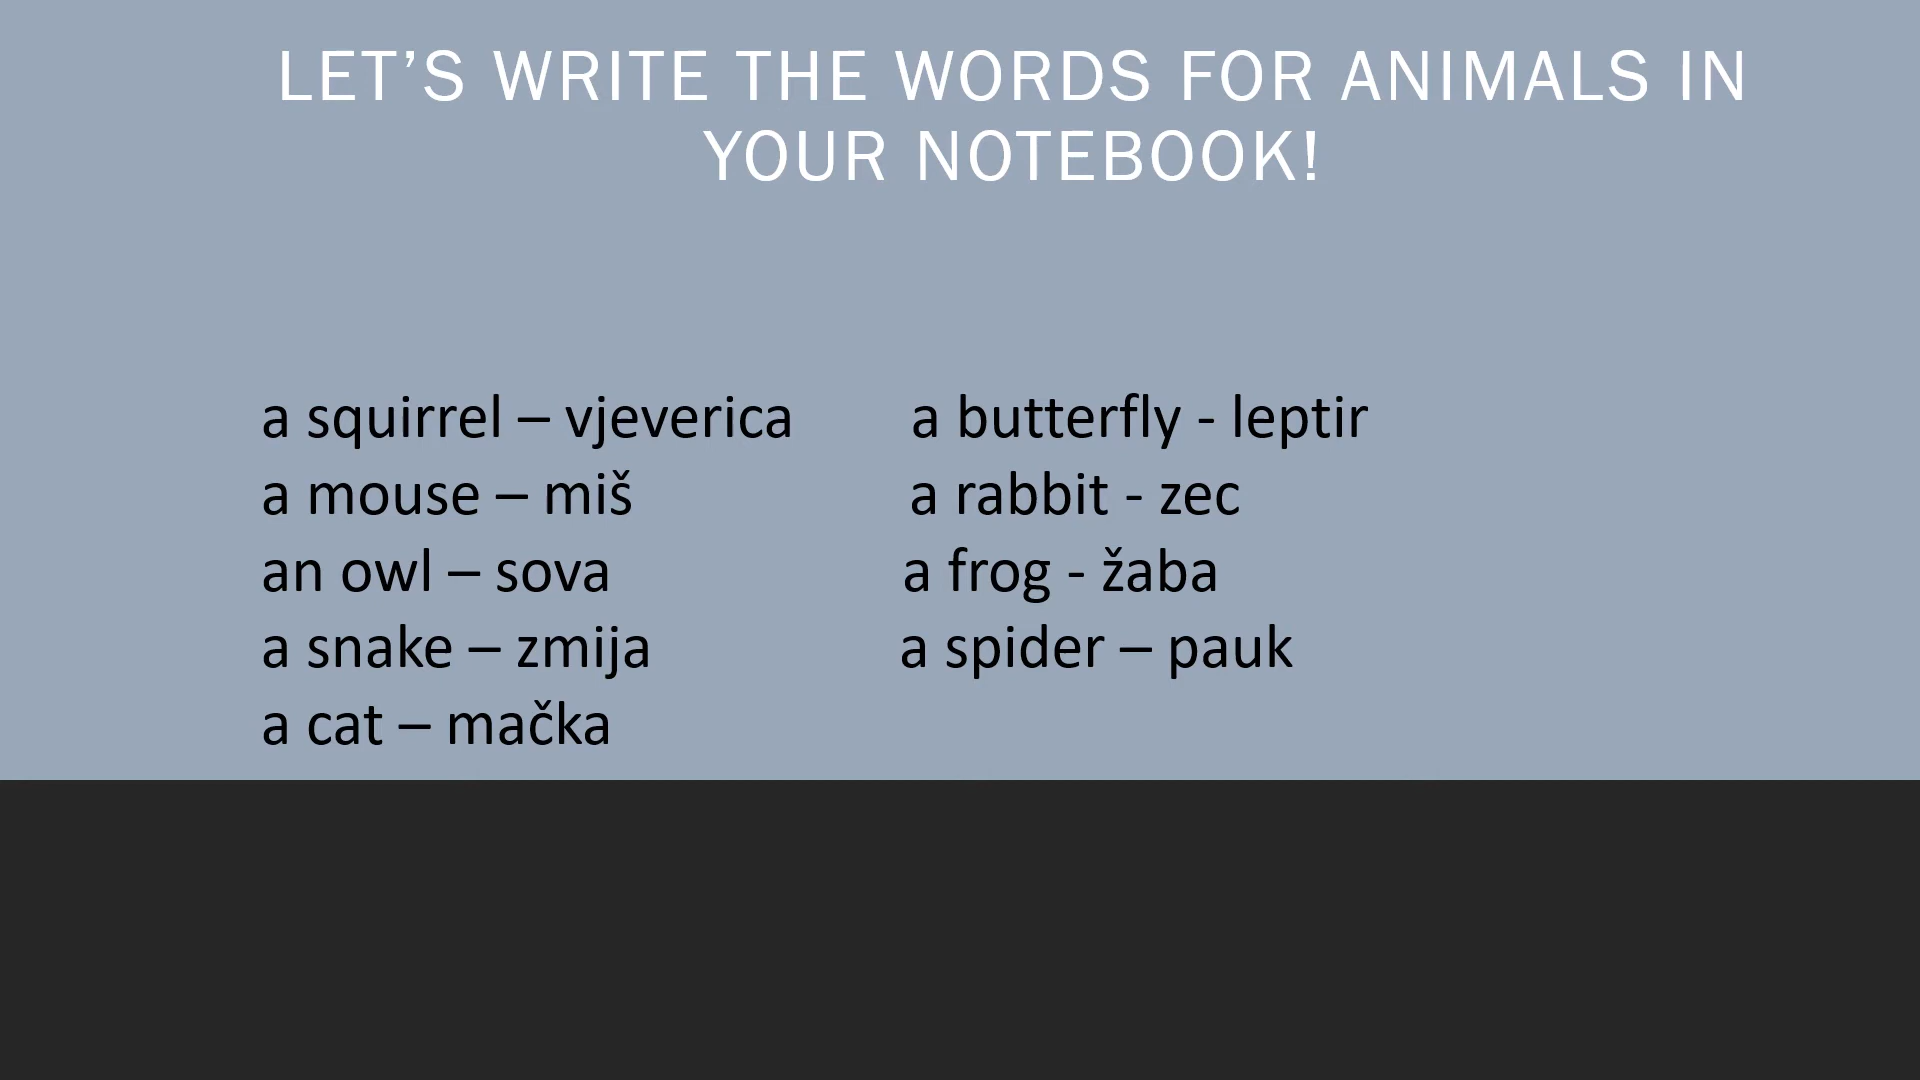 LET’S WRITE THE WORDS FOR ANIMALS IN
YOUR NOTEBOOK!
a squirrel – vjeverica
a mouse – miš
an owl – sova
a snake – zmija
a cat – mačka
a butterfly - leptir
a rabbit - zec
a frog - žaba
a spider – pauk